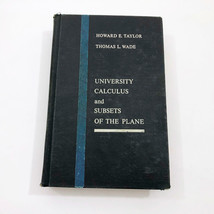 HOWARD E. TAYLOR
THOMAS L. WADE
UNIVERSITY
CALCULUS
and
SUBSETS
OF THE PLANE